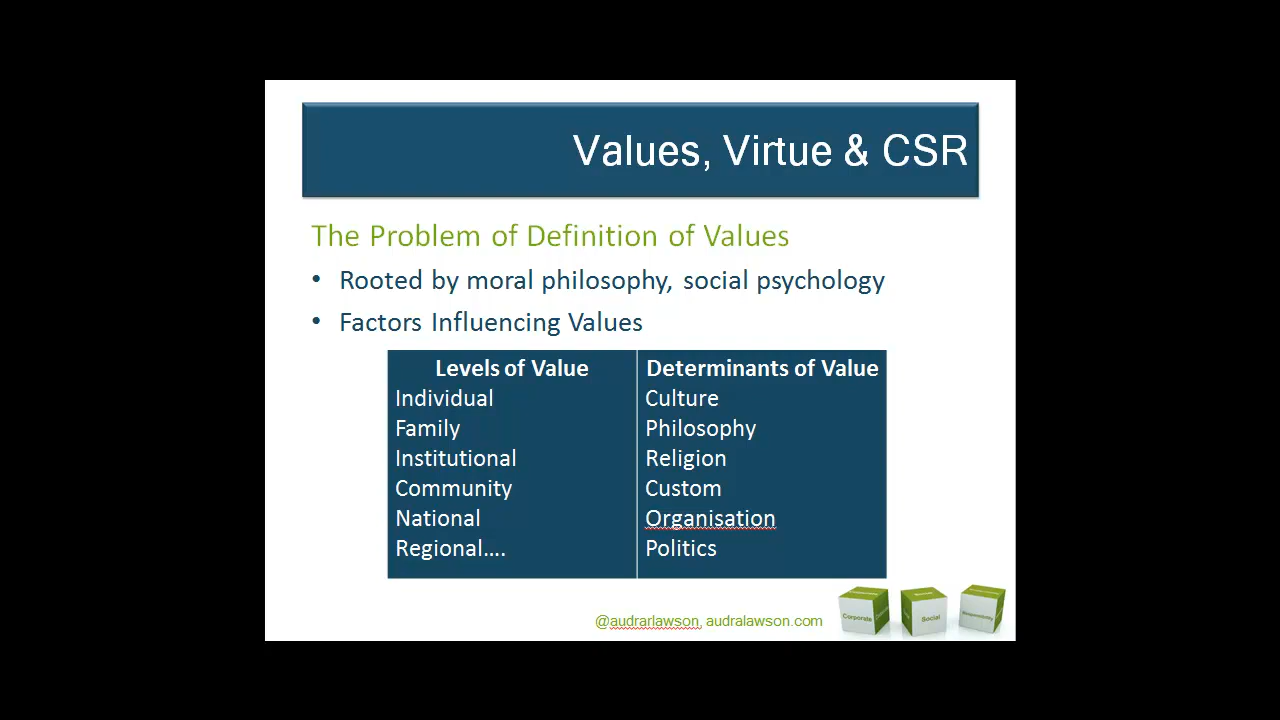 Values, Virtue & CSR
The Problem of Definition of Values
• Rooted by moral philosophy, social psychology
• Factors Influencing Values
Levels of Value
Individual
Family
Institutional
Community
National
Regional....
Determinants of Value
Culture
Philosophy
Religion
Custom
Organisation
Politics
@audrarlawson, audralawson.com
Corporate
Social
Responsibility